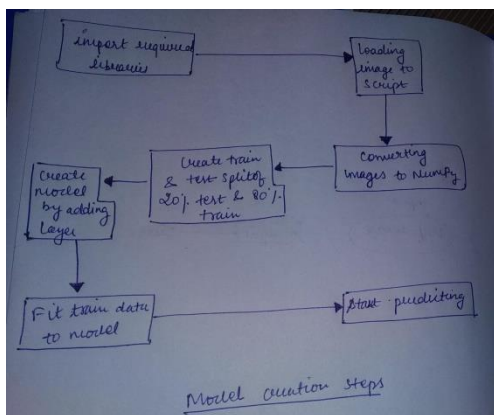 import required
libraries
Loading
image to
script
Converting
images to NumPy
Create train
& test split of
20% test & 80%
train
Create
model
by adding
Layer
Fit train data
to model
Start predicting
Model creation steps